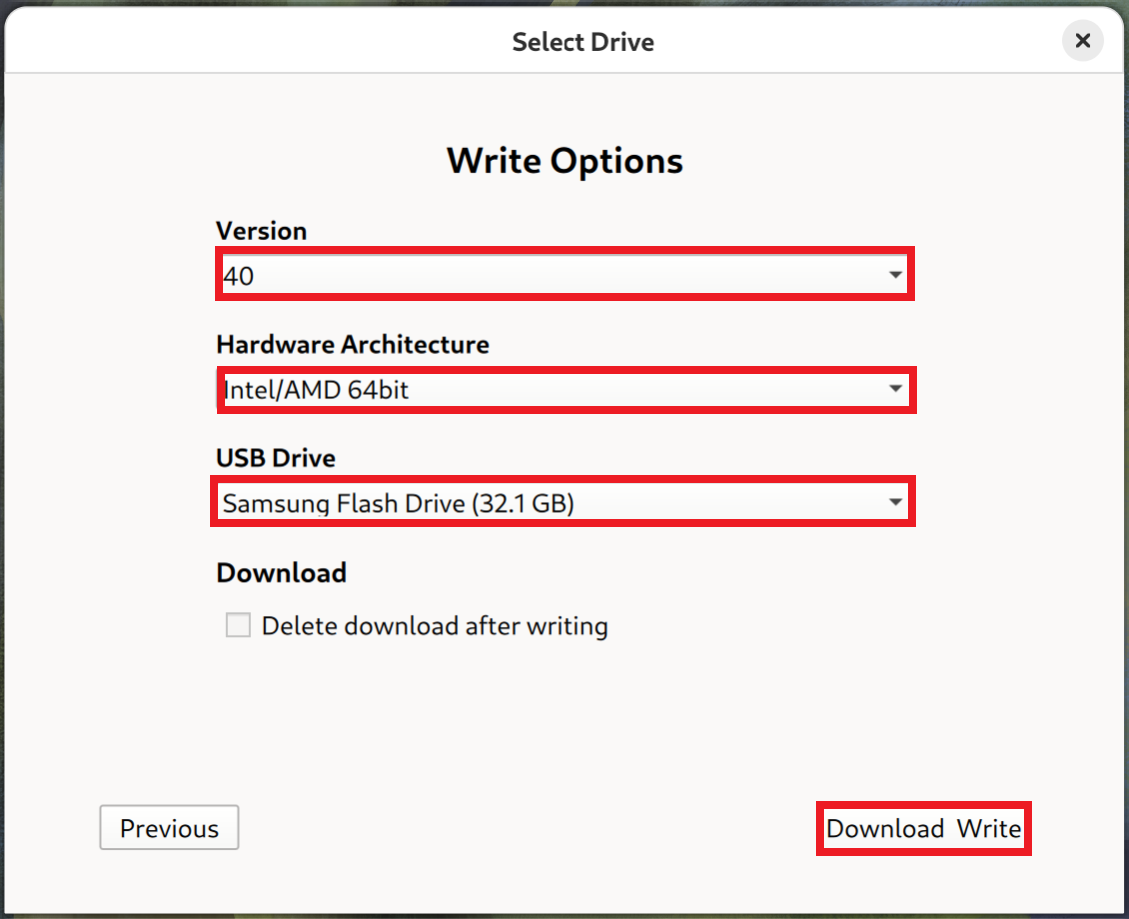 Select Drive
Write Options
Version
40
Hardware Architecture
Intel/AMD 64bit
USB Drive
Samsung Flash Drive (32.1 GB)
Download
Delete download after writing
Previous
Download Write